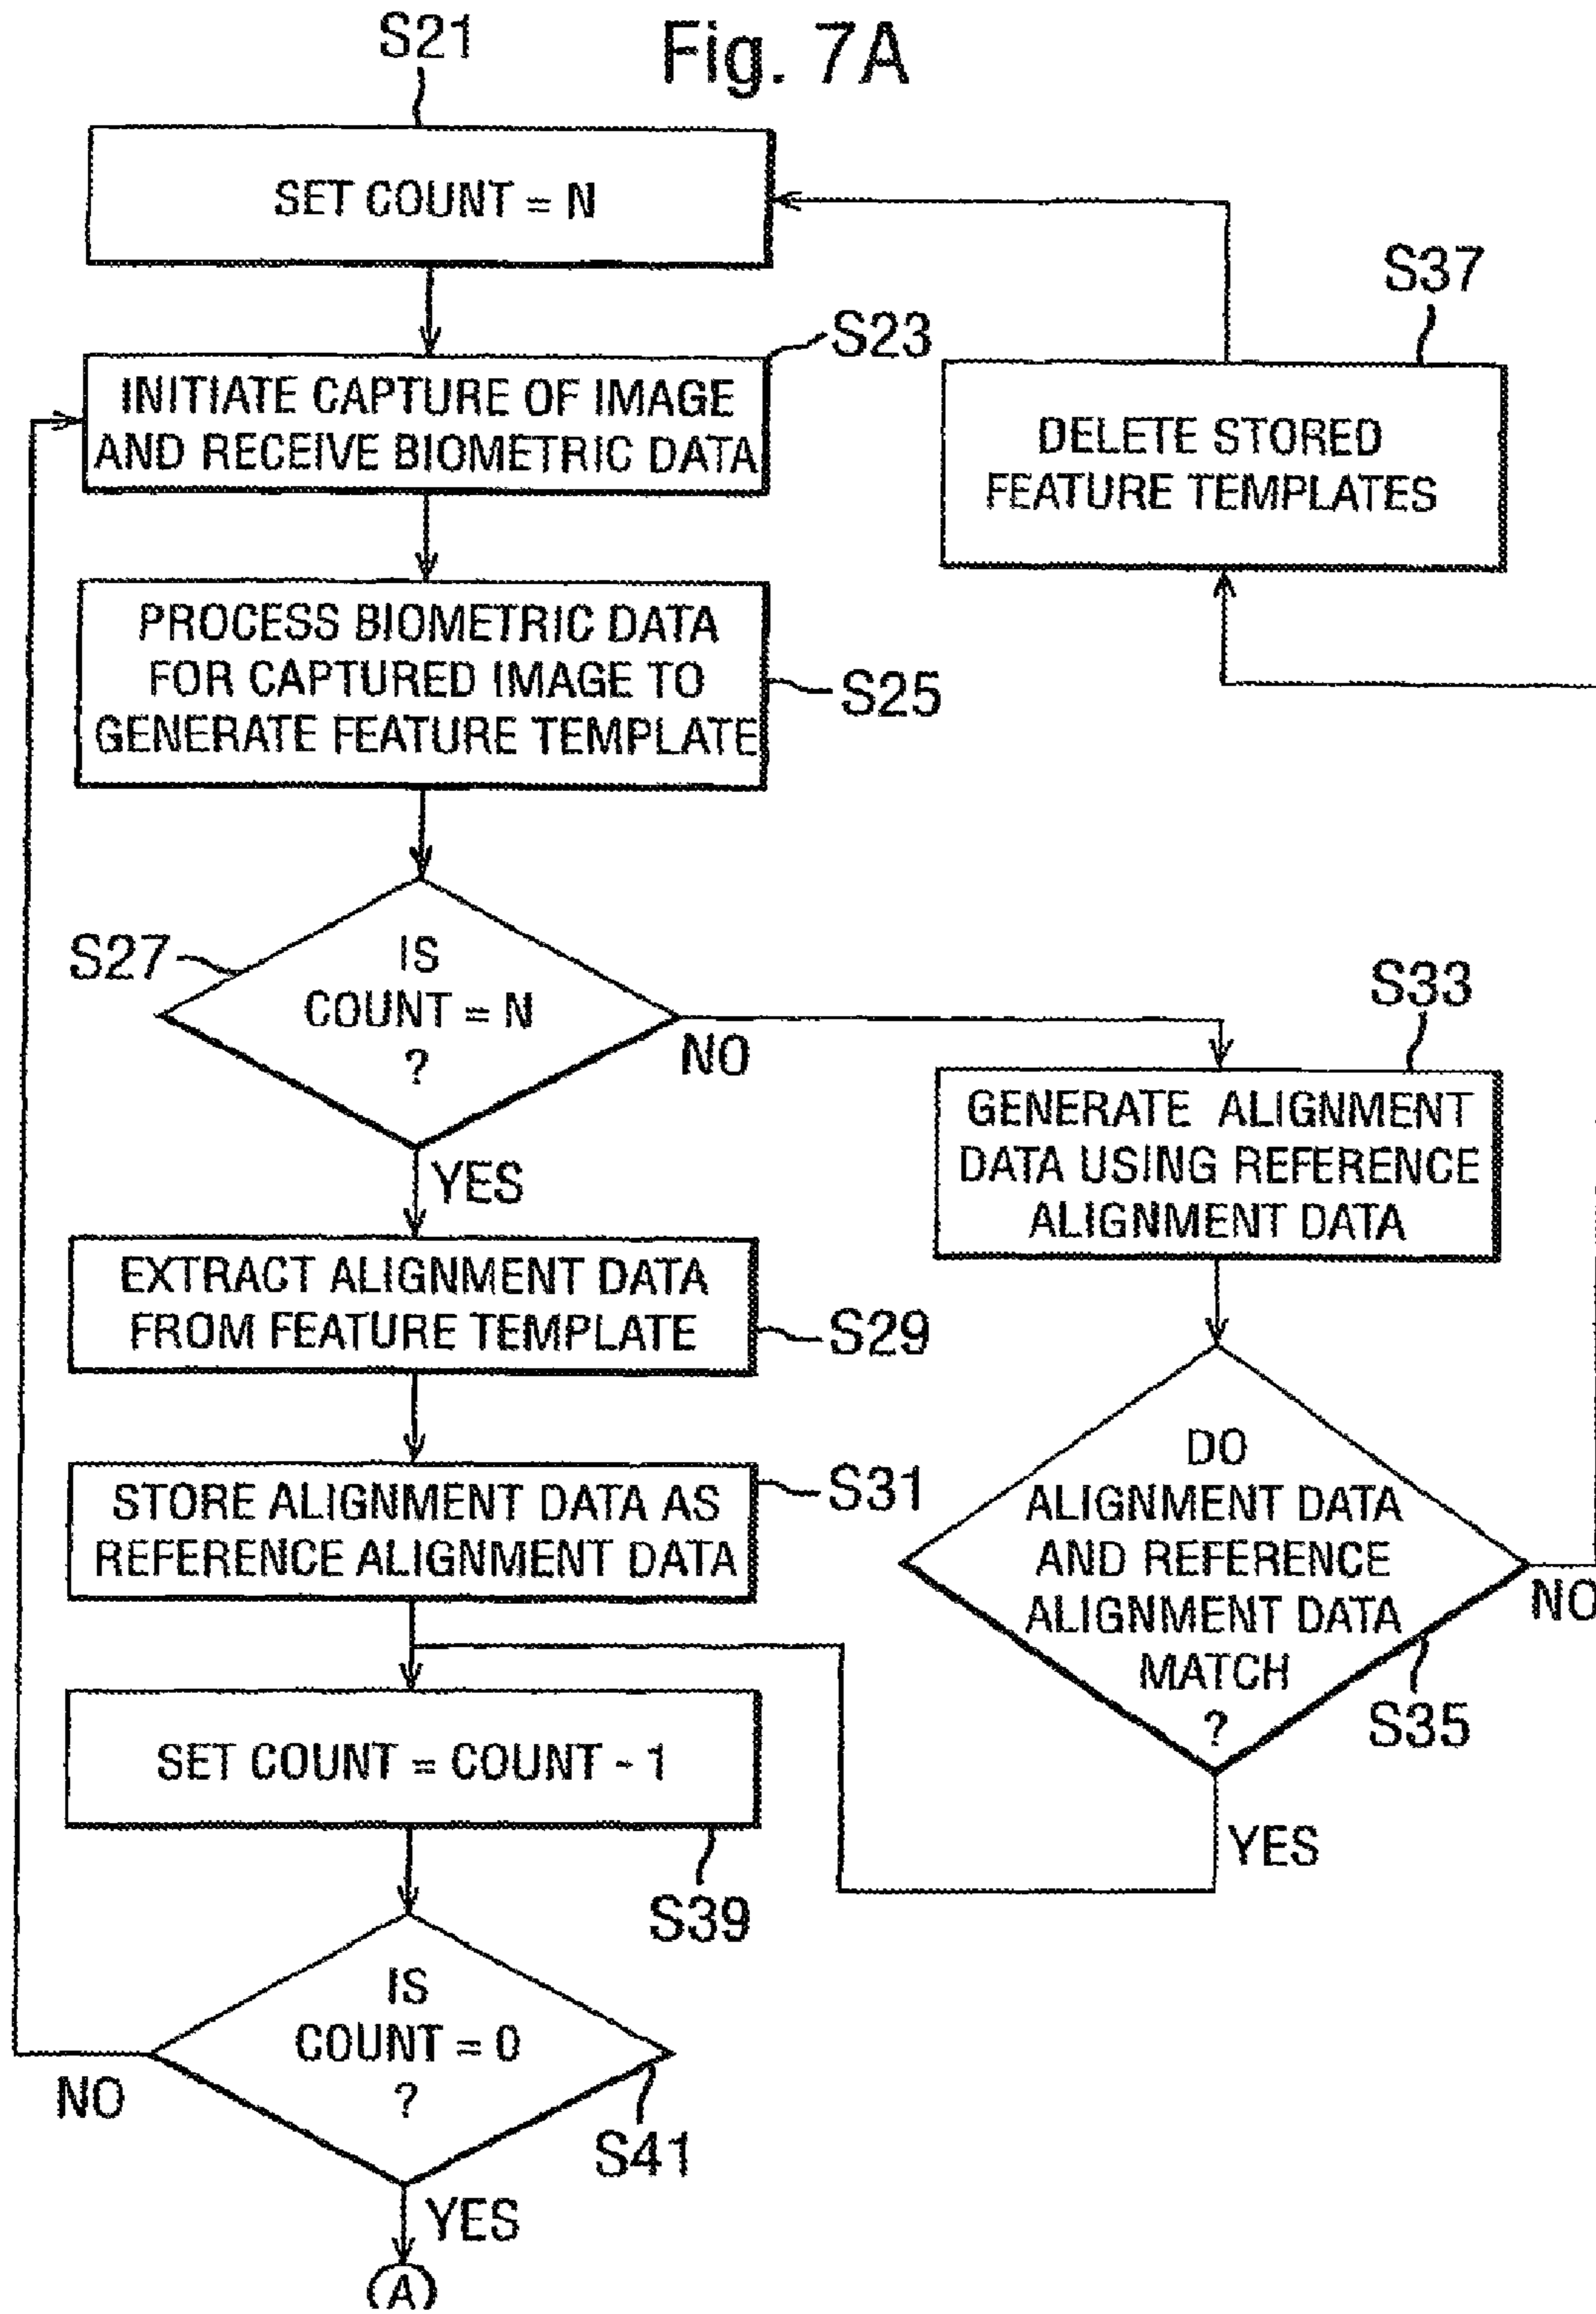 Fig. 7A
S21
SET COUNT = N
S23
INITIATE CAPTURE OF IMAGE
AND RECEIVE BIOMETRIC DATA
S37
DELETE STORED
FEATURE TEMPLATES
PROCESS BIOMETRIC DATA
FOR CAPTURED IMAGE TO
GENERATE FEATURE TEMPLATE
S25
S27
IS
COUNT = N
?
NO
YES
S33
GENERATE ALIGNMENT
DATA USING REFERENCE
ALIGNMENT DATA
EXTRACT ALIGNMENT DATA
FROM FEATURE TEMPLATE
S29
STORE ALIGNMENT DATA AS
REFERENCE ALIGNMENT DATA
S31
DO
ALIGNMENT DATA
AND REFERENCE
ALIGNMENT DATA
MATCH
?
NO
S35
YES
SET COUNT = COUNT - 1
S39
IS
COUNT = 0
?
NO
S41
YES
A